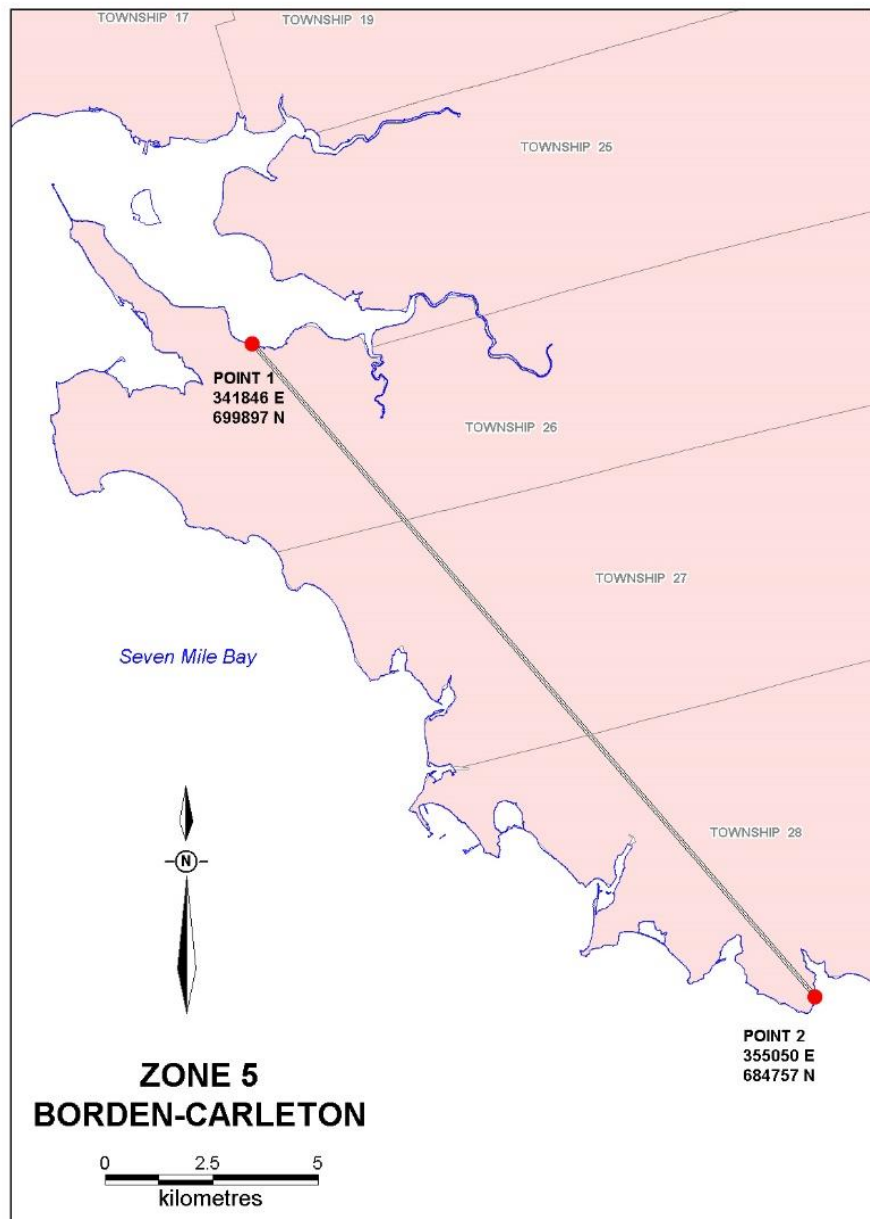 TOWNSHIP 17
TOWNSHIP 19
TOWNSHIP 25
POINT 1
341846 E
699897 N
TOWNSHIP 26
TOWNSHIP 27
Seven Mile Bay
TOWNSHIP 28
N
POINT 2
355050 E
684757 N
ZONE 5
BORDEN-CARLETON
0 2.5 5
kilometres